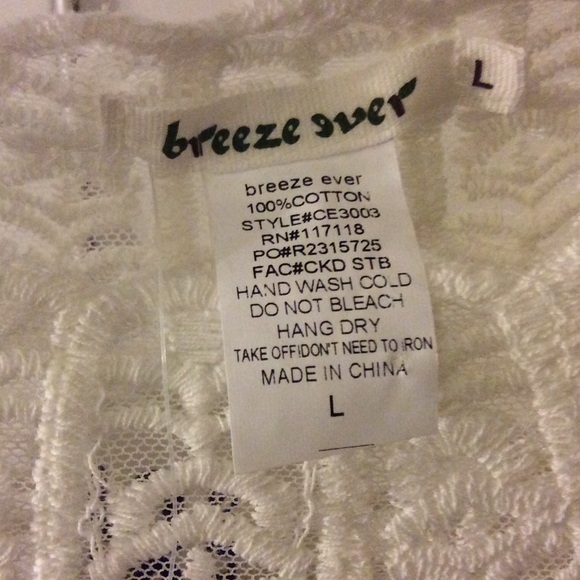 breeze ever
L
breeze ever
100%COTTON
STYLE#CE3003
RN#117118
PO#R2315725
FAC#CKD STB
HAND WASH COLD
DO NOT BLEACH
HANG DRY
TAKE OFF!DON'T NEED TO IRON
MADE IN CHINA
L